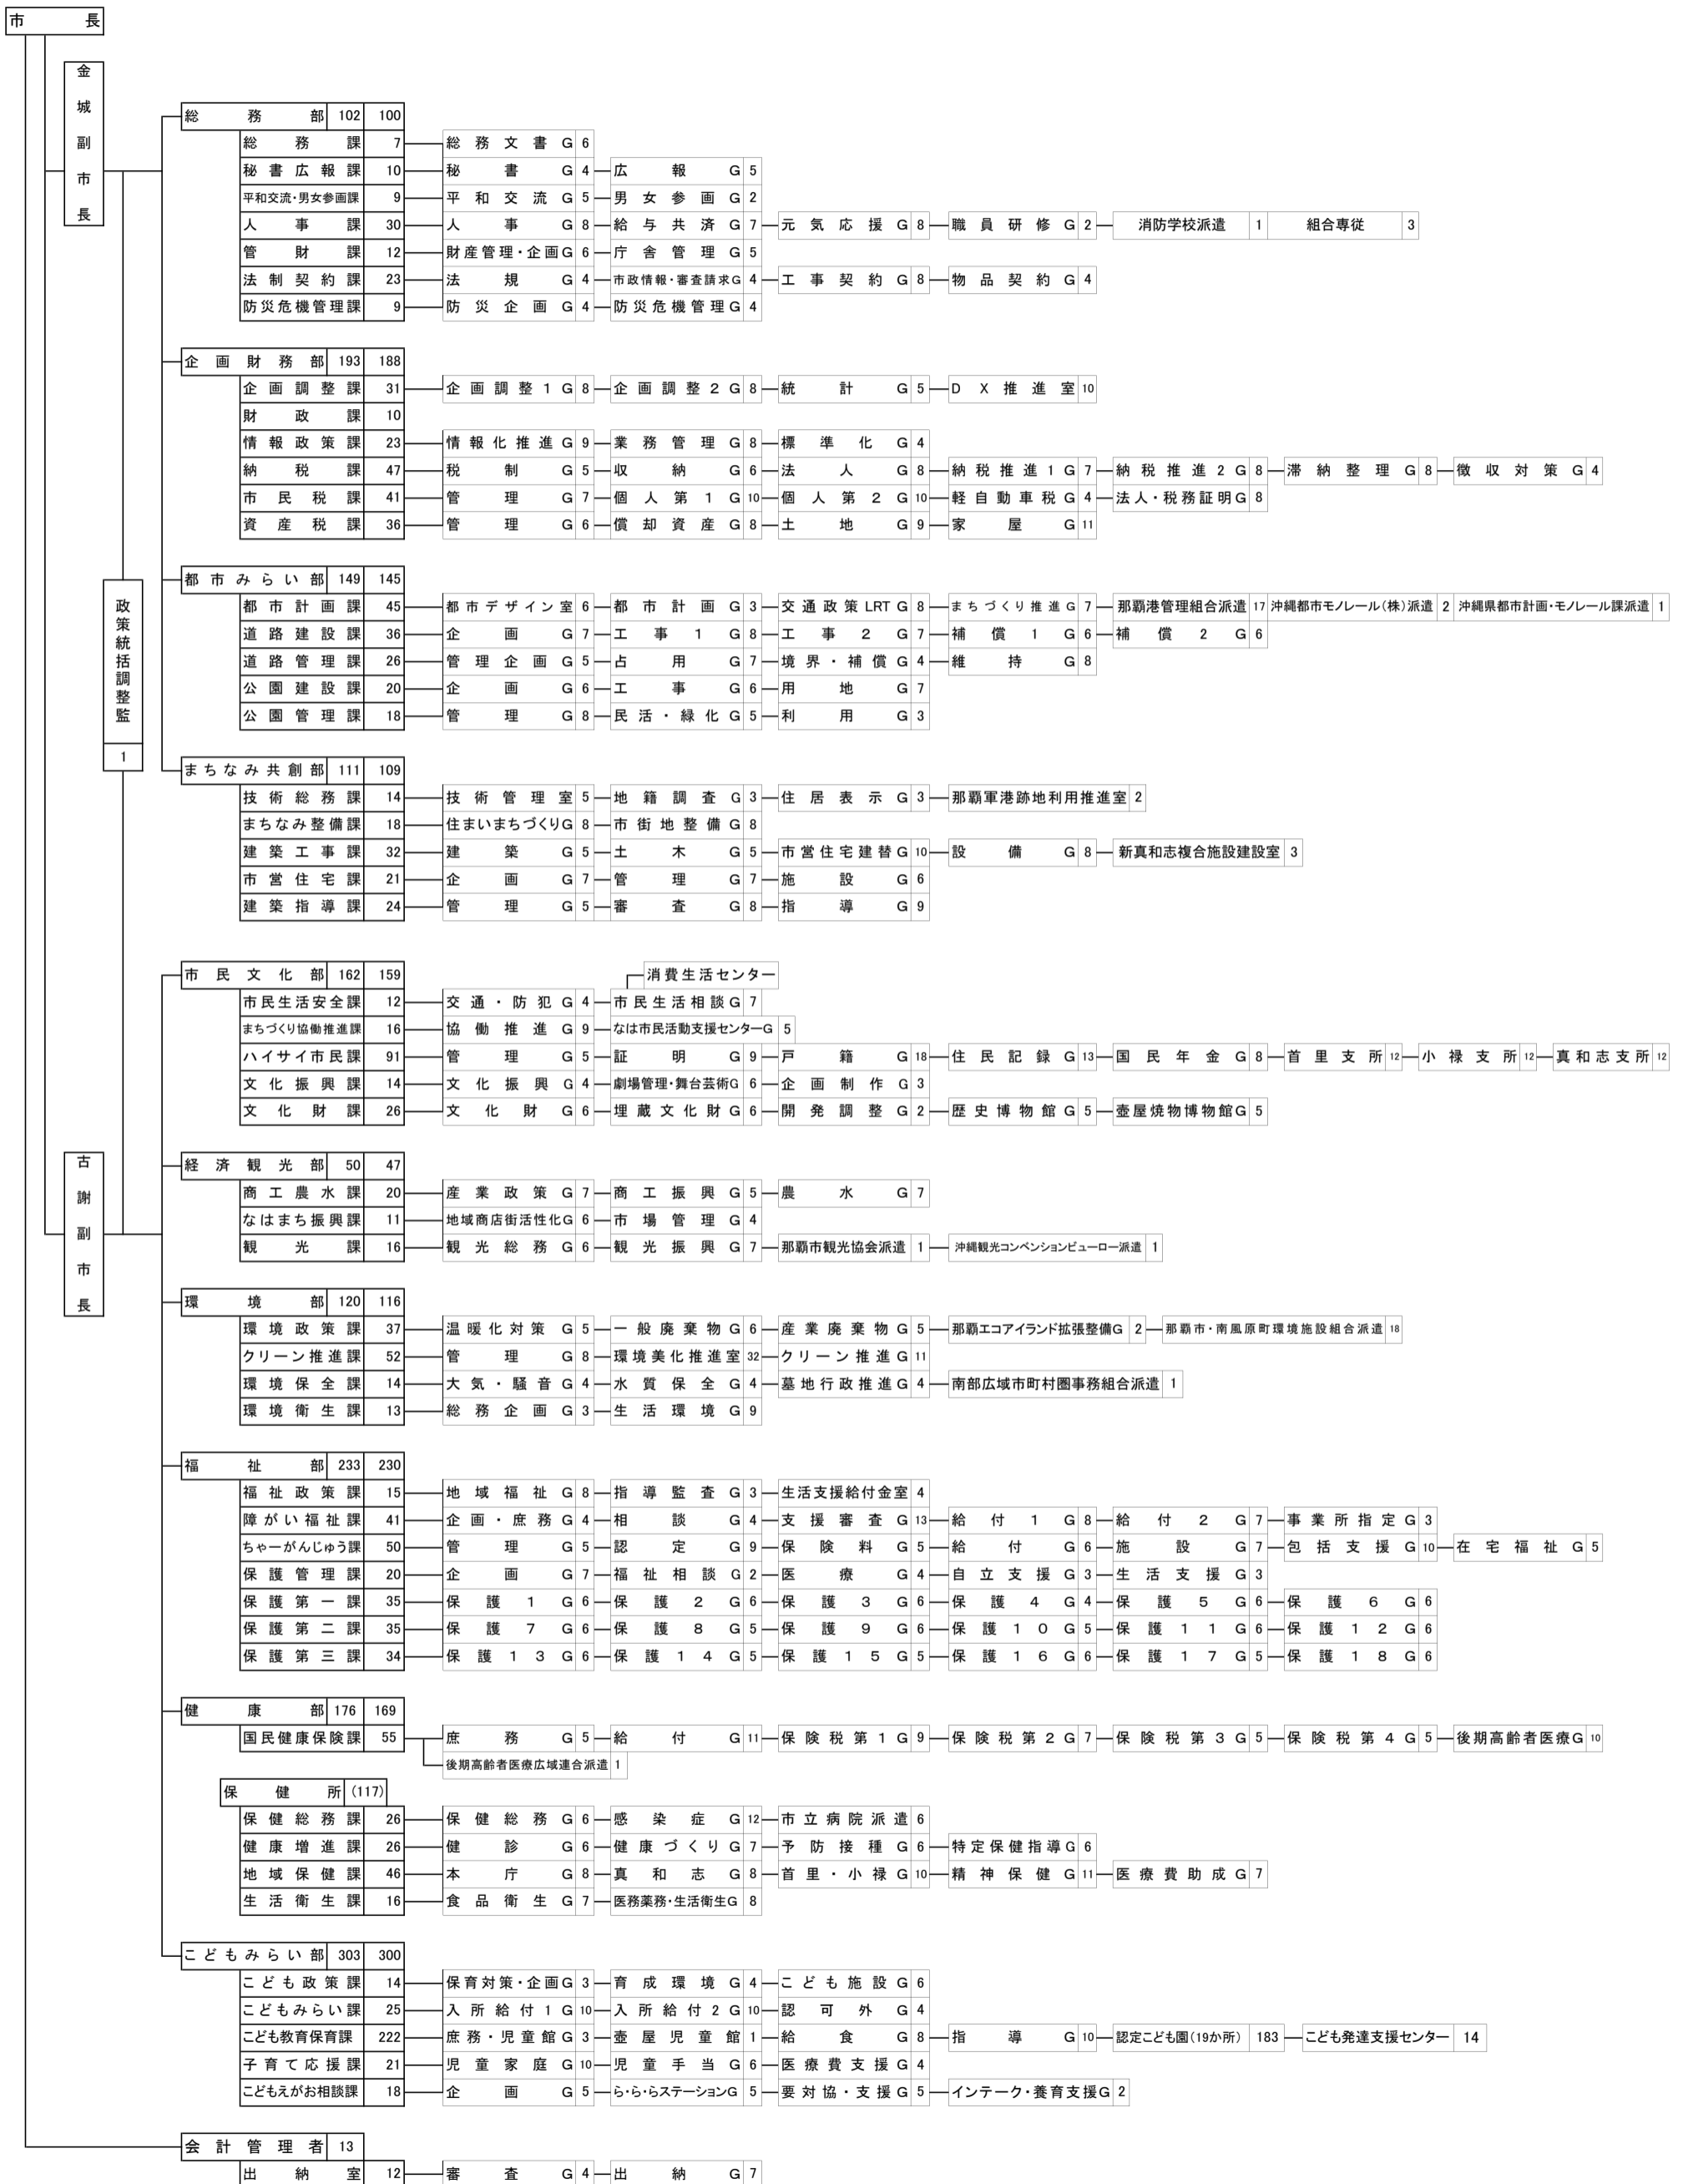 市長
金城副市長
総務部 102 100
総務課 7 総務文書G 6
秘書広報課 10 秘書G 4 広報G 5
平和交流・男女参画課 9 平和交流G 5 男女参画G 2
人事課 30 人事G 8 給与共済G 7 元気応援G 8 職員研修G 2 消防学校派遣 1 組合専従 3
管財課 12 財産管理・企画G 6 庁舎管理G 5
法制契約課 23 法規G 4 市政情報・審査請求G 4 工事契約G 8 物品契約G 4
防災危機管理課 9 防災企画G 4 防災危機管理G 4
企画財務部 193 188
企画調整課 31 企画調整1G 8 企画調整2G 8 統計G 5 DX推進室 10
財政課 10
情報政策課 23 情報化推進G 9 業務管理G 8 標準化G 4
納税課 47 税制G 5 収納G 6 法人G 8 納税推進1G 7 納税推進2G 8 滞納整理G 8 徴収対策G 4
市民税課 41 管理G 7 個人第1G 10 個人第2G 10 軽自動車税G 4 法人・税務証明G 8
資産税課 36 管理G 6 償却資産G 8 土地G 9 家屋G 11
政策統括調整監 1
都市みらい部 149 145
都市計画課 45 都市デザイン室 6 都市計画G 3 交通政策LRTG 8 まちづくり推進G 7 那覇港管理組合派遣 17 沖縄都市モノレール(株)派遣 2 沖縄県都市計画・モノレール課派遣 1
道路建設課 36 企画G 7 工事1G 8 工事2G 7 補償1G 6 補償2G 6
道路管理課 26 管理企画G 5 占用G 7 境界・補償G 4 維持G 8
公園建設課 20 企画G 6 工事G 6 用地G 7
公園管理課 18 管理G 8 民活・緑化G 5 利用G 3
まちなみ共創部 111 109
技術総務課 14 技術管理室 5 地籍調査G 3 住居表示G 3 那覇軍港跡地利用推進室 2
まちなみ整備課 18 住まいまちづくりG 8 市街地整備G 8
建築工事課 32 建築G 5 土木G 5 市営住宅建替G 10 設備G 8 新真和志複合施設建設室 3
市営住宅課 21 企画G 7 管理G 7 施設G 6
建築指導課 24 管理G 5 審査G 8 指導G 9
古謝副市長
市民文化部 162 159 消費生活センター
市民生活安全課 12 交通・防犯G 4 市民生活相談G 7
まちづくり協働推進課 16 協働推進G 9 なは市民活動支援センターG 5
ハイサイ市民課 91 管理G 5 証明G 9 戸籍G 18 住民記録G 13 国民年金G 8 首里支所 12 小禄支所 12 真和志支所 12
文化振興課 14 文化振興G 4 劇場管理・舞台芸術G 6 企画制作G 3
文化財課 26 文化財G 6 埋蔵文化財G 6 開発調整G 2 歴史博物館G 5 壺屋焼物博物館G 5
経済観光部 50 47
商工農水課 20 産業政策G 7 商工振興G 5 農水G 7
なはまち振興課 11 地域商店街活性化G 6 市場管理G 4
観光課 16 観光総務G 6 観光振興G 7 那覇市観光協会派遣 1 沖縄観光コンベンションビューロー派遣 1
環境部 120 116
環境政策課 37 温暖化対策G 5 一般廃棄物G 6 産業廃棄物G 5 那覇エコアイランド拡張整備G 2 那覇市・南風原町環境施設組合派遣 18
クリーン推進課 52 管理G 8 環境美化推進室 32 クリーン推進G 11
環境保全課 14 大気・騒音G 4 水質保全G 4 墓地行政推進G 4 南部広域市町村圏事務組合派遣 1
環境衛生課 13 総務企画G 3 生活環境G 9
福祉部 233 230
福祉政策課 15 地域福祉G 8 指導監査G 3 生活支援給付金室 4
障がい福祉課 41 企画・庶務G 4 相談G 4 支援審査G 13 給付1G 8 給付2G 7 事業所指定G 3
ちゃーがんじゅう課 50 管理G 5 認定G 9 保険料G 5 給付G 6 施設G 7 包括支援G 10 在宅福祉G 5
保護管理課 20 企画G 7 福祉相談G 2 医療G 4 自立支援G 3 生活支援G 3
保護第一課 35 保護1G 6 保護2G 6 保護3G 6 保護4G 4 保護5G 6 保護6G 6
保護第二課 35 保護7G 6 保護8G 5 保護9G 6 保護10G 5 保護11G 6 保護12G 6
保護第三課 34 保護13G 6 保護14G 5 保護15G 5 保護16G 6 保護17G 5 保護18G 6
健康部 176 169
国民健康保険課 55 庶務G 5 給付G 11 保険税第1G 9 保険税第2G 7 保険税第3G 5 保険税第4G 5 後期高齢者医療G 10
後期高齢者医療広域連合派遣 1
保健所 (117)
保健総務課 26 保健総務G 6 感染症G 12 市立病院派遣 6
健康増進課 26 健診G 6 健康づくりG 7 予防接種G 6 特定保健指導G 6
地域保健課 46 本庁G 8 真和志G 8 首里・小禄G 10 精神保健G 11 医療費助成G 7
生活衛生課 16 食品衛生G 7 医務薬務・生活衛生G 8
こどもみらい部 303 300
こども政策課 14 保育対策・企画G 3 育成環境G 4 こども施設G 6
こどもみらい課 25 入所給付1G 10 入所給付2G 10 認可外G 4
こども教育保育課 222 庶務・児童館G 3 壺屋児童館 1 給食G 8 指導G 10 認定こども園(19か所) 183 こども発達支援センター 14
子育て応援課 21 児童家庭G 10 児童手当G 6 医療費支援G 4
こどもえがお相談課 18 企画G 5 ら・ら・らステーションG 5 要対協・支援G 5 インテーク・養育支援G 2
会計管理者 13
出納室 12 審査G 4 出納G 7